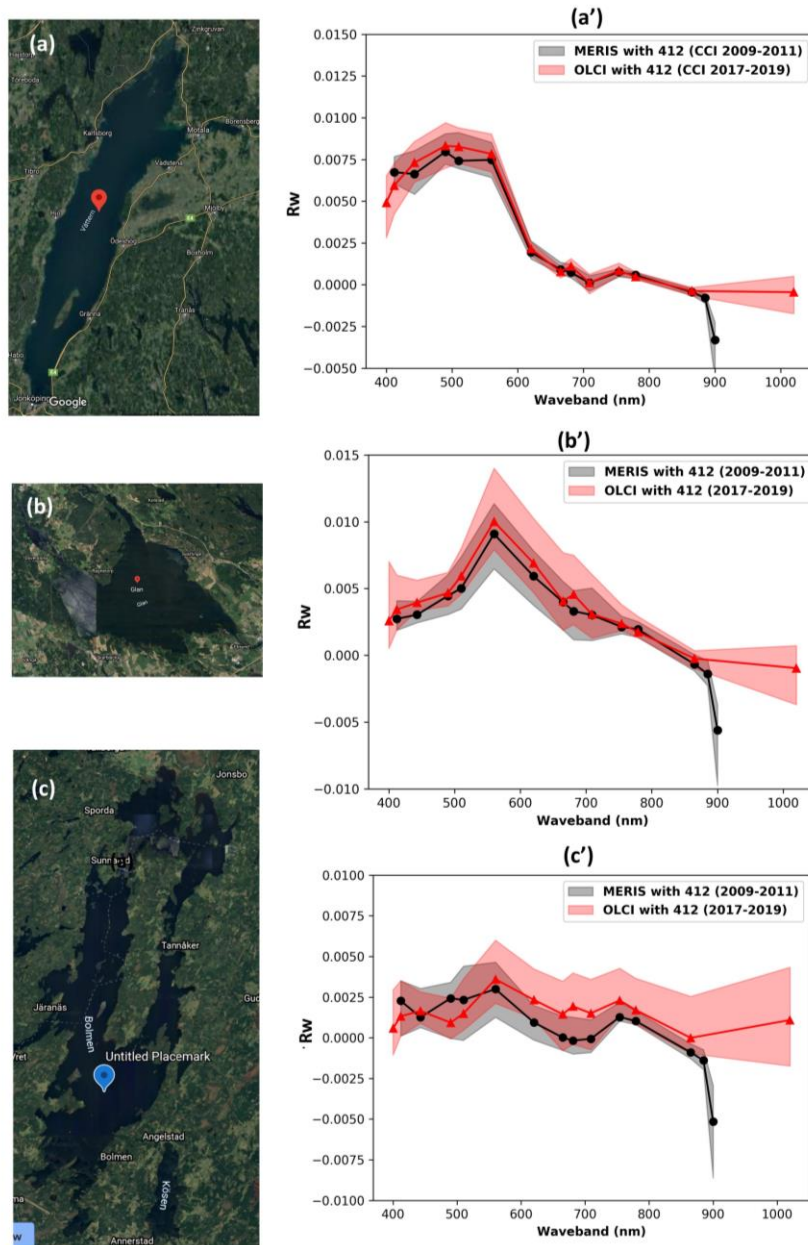 (a)
Zinkgruvan
Töreboda
Karlsborg
Borensberg
Motala
Vadstena
Tibro
Mjölby
Hjo
Vättern
E4
Ödeshög
Boxholm
Gränna
Tranås
Habo
E4
Jönköping
Google
(a')
MERIS with 412 (CCI 2009-2011)
OLCI with 412 (CCI 2017-2019)
0.0150
0.0125
0.0100
0.0075
0.0050
0.0025
0.0000
−0.0025
−0.0050
Rw
400 500 600 700 800 900 1000
Waveband (nm)
(b)
Glan
Glan
(b')
MERIS with 412 (2009-2011)
OLCI with 412 (2017-2019)
0.015
0.010
0.005
0.000
−0.005
−0.010
Rw
400 500 600 700 800 900 1000
Waveband (nm)
(c)
Jonsbo
Sporda
Tannåker
Järanäs
Bolmen
Vret
Untitled Placemark
Angelstad
Bolmen
Kösen
Annerstad
(c')
MERIS with 412 (2009-2011)
OLCI with 412 (2017-2019)
0.0100
0.0075
0.0050
0.0025
0.0000
−0.0025
−0.0050
−0.0075
−0.0100
Rw
400 500 600 700 800 900 1000
Waveband (nm)